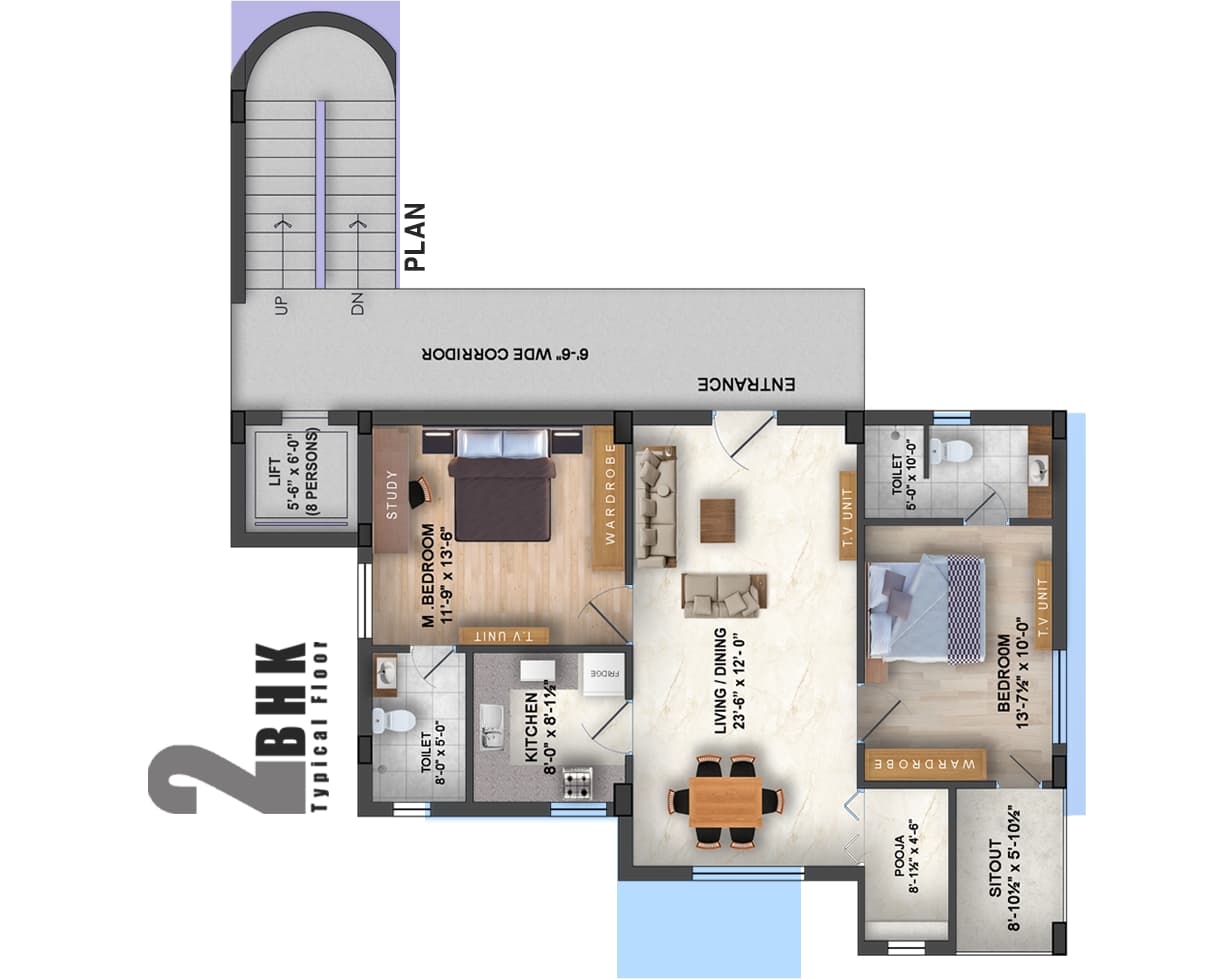 PLAN
UP
DN
6'-6" WDE CORRIDOR
ENTRANCE
LIFT
5'-6" x 6'-0"
(8 PERSONS)
STUDY
M .BEDROOM
11'-9" x 13'-6"
WARDROBE
T.V UNIT
T.V UNIT
TOILET
5'-0" x 10'-0"
BEDROOM
13'-7½" x 10'-0"
T.V UNIT
WARDROBE
LIVING / DINING
23'-6" x 12'- 0"
KITCHEN
8'-0" x 8'-1½"
FRIDGE
TOILET
8'-0" x 5'-0"
POOJA
8'-1½" x 4'-6"
SITOUT
8'-10½" x 5'-10½"
2BHK
Typical Floor